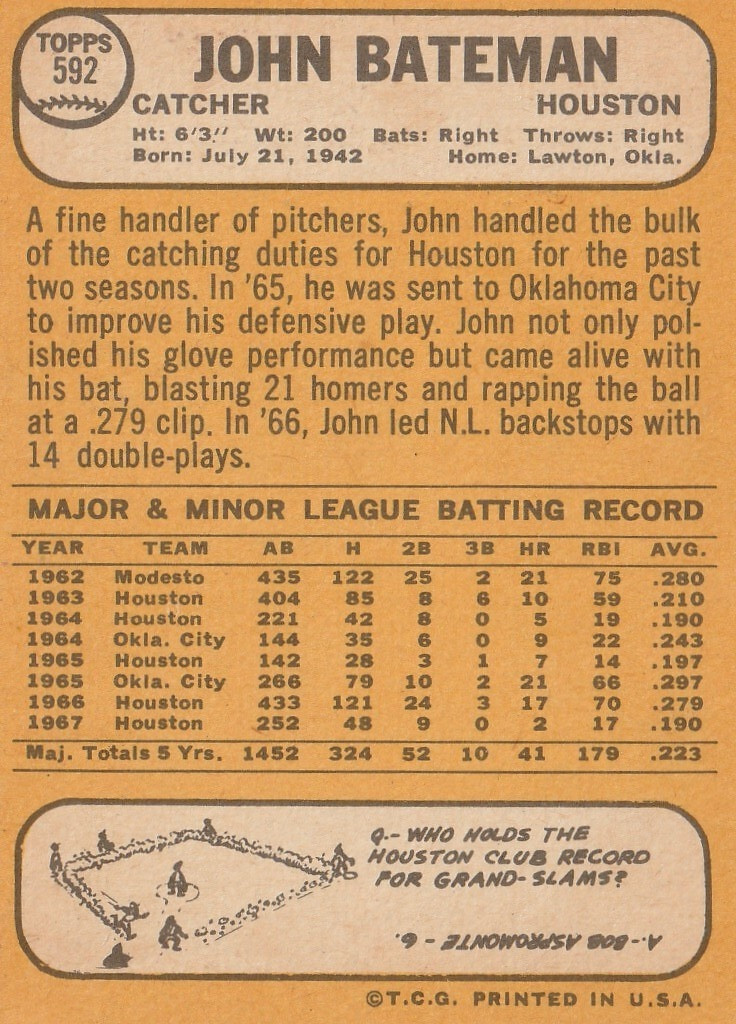 TOPPS
592
JOHN BATEMAN
CATCHER HOUSTON
Ht: 6'3" Wt: 200 Bats: Right Throws: Right
Born: July 21, 1942 Home: Lawton, Okla.
A fine handler of pitchers, John handled the bulk
of the catching duties for Houston for the past
two seasons. In '65, he was sent to Oklahoma City
to improve his defensive play. John not only pol-
ished his glove performance but came alive with
his bat, blasting 21 homers and rapping the ball
at a .279 clip. In '66, John led N.L. backstops with
14 double-plays.
MAJOR & MINOR LEAGUE BATTING RECORD
YEAR TEAM AB H 2B 3B HR RBI AVG.
1962 Modesto 435 122 25 2 21 75 .280
1963 Houston 404 85 8 6 10 59 .210
1964 Houston 221 42 8 0 5 19 .190
1964 Okla. City 144 35 6 0 9 22 .243
1965 Houston 142 28 3 1 7 14 .197
1965 Okla. City 266 79 10 2 21 66 .297
1966 Houston 433 121 24 3 17 70 .279
1967 Houston 252 48 9 0 2 17 .190
Maj. Totals 5 Yrs. 1452 324 52 10 41 179 .223
Q.- WHO HOLDS THE
HOUSTON CLUB RECORD
FOR GRAND-SLAMS?
A.- BOB ASPROMONTE - 6.
©T.C.G. PRINTED IN U.S.A.